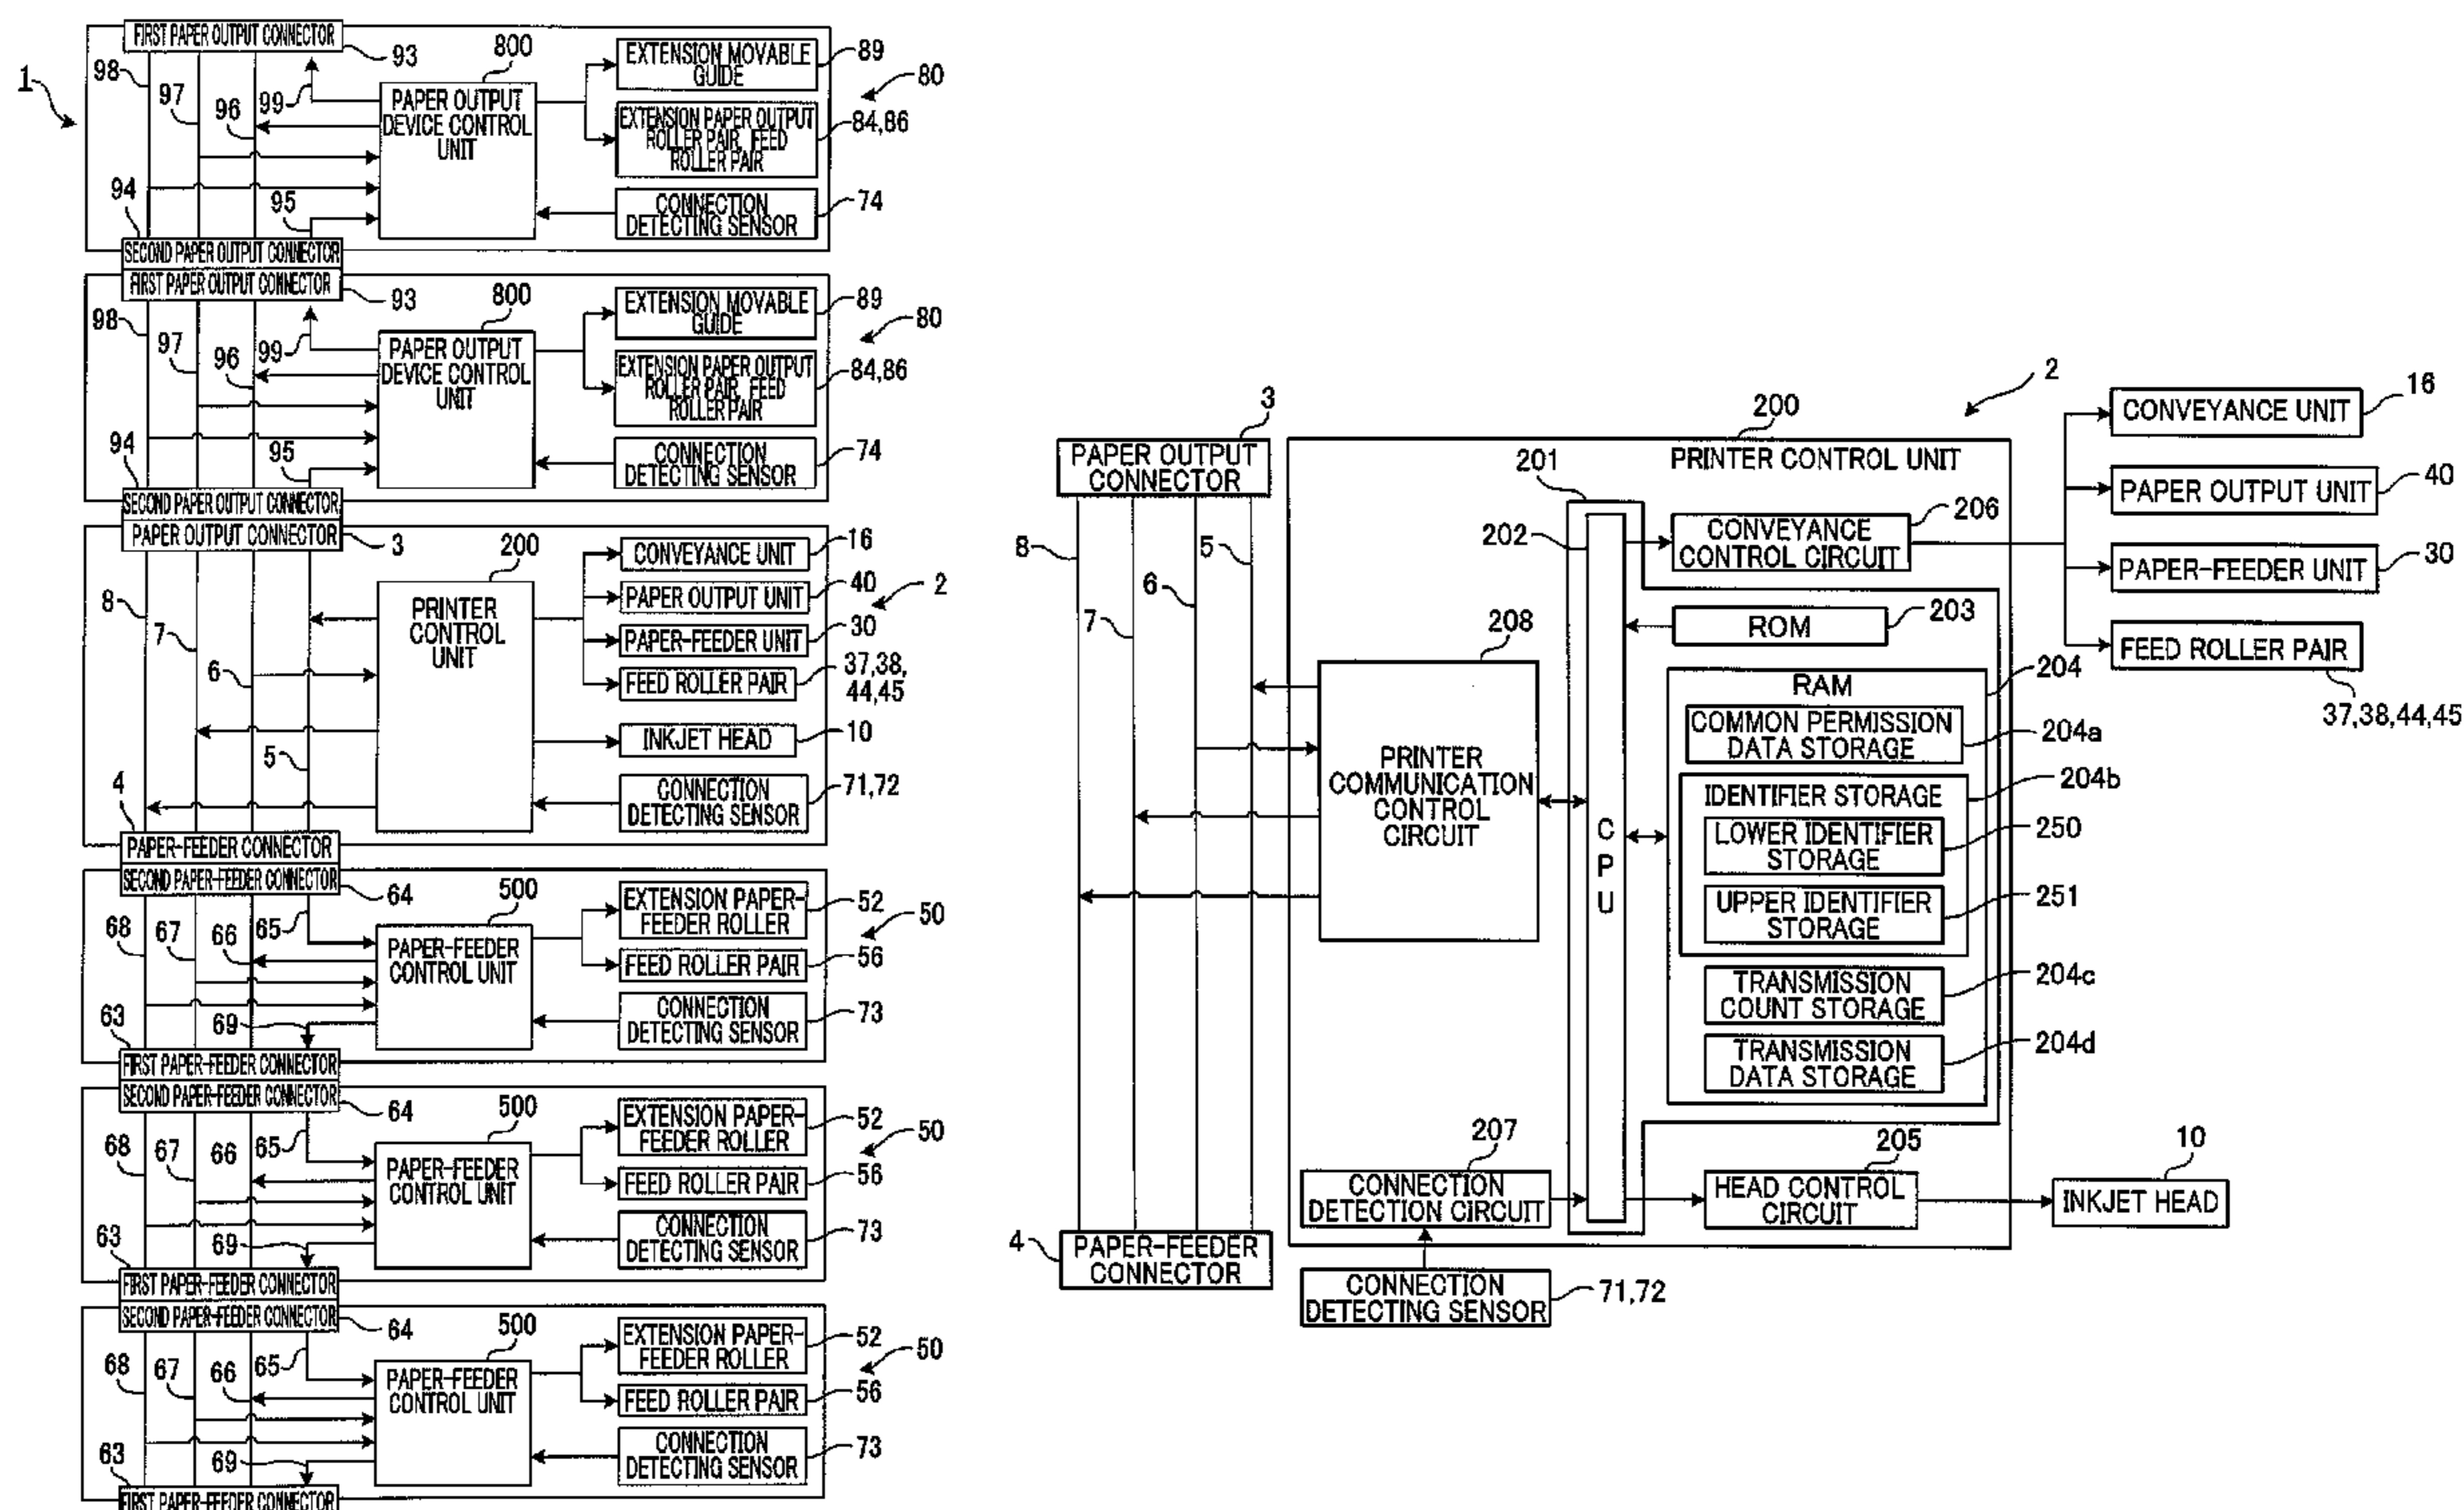 1
FIRST PAPER OUTPUT CONNECTOR
93
98
97
96
99
800
PAPER OUTPUT
DEVICE CONTROL
UNIT
EXTENSION MOVABLE
GUIDE
89
80
EXTENSION PAPER OUTPUT
ROLLER PAIR, FEED
ROLLER PAIR
84,86
CONNECTION
DETECTING SENSOR
74
94
95
SECOND PAPER OUTPUT CONNECTOR
FIRST PAPER OUTPUT CONNECTOR
93
98
97
96
99
800
PAPER OUTPUT
DEVICE CONTROL
UNIT
EXTENSION MOVABLE
GUIDE
89
80
EXTENSION PAPER OUTPUT
ROLLER PAIR, FEED
ROLLER PAIR
84,86
CONNECTION
DETECTING SENSOR
74
94
95
SECOND PAPER OUTPUT CONNECTOR
PAPER OUTPUT CONNECTOR
3
200
8
7
6
5
PRINTER
CONTROL
UNIT
CONVEYANCE UNIT
16
PAPER OUTPUT UNIT
40
2
PAPER-FEEDER UNIT
30
FEED ROLLER PAIR
37,38,
44,45
INKJET HEAD
10
CONNECTION
DETECTING SENSOR
71,72
4
PAPER-FEEDER CONNECTOR
SECOND PAPER-FEEDER CONNECTOR
64
68
67
66
65
500
PAPER-FEEDER
CONTROL UNIT
EXTENSION PAPER-
FEEDER ROLLER
52
50
FEED ROLLER PAIR
56
CONNECTION
DETECTING SENSOR
73
63
69
FIRST PAPER-FEEDER CONNECTOR
SECOND PAPER-FEEDER CONNECTOR
64
68
67
66
65
500
PAPER-FEEDER
CONTROL UNIT
EXTENSION PAPER-
FEEDER ROLLER
52
50
FEED ROLLER PAIR
56
CONNECTION
DETECTING SENSOR
73
63
69
FIRST PAPER-FEEDER CONNECTOR
SECOND PAPER-FEEDER CONNECTOR
64
68
67
66
65
500
PAPER-FEEDER
CONTROL UNIT
EXTENSION PAPER-
FEEDER ROLLER
52
50
FEED ROLLER PAIR
56
CONNECTION
DETECTING SENSOR
73
63
69
FIRST PAPER-FEEDER CONNECTOR
2
3
PAPER OUTPUT
CONNECTOR
200
PRINTER CONTROL UNIT
201
202
CONVEYANCE
CONTROL CIRCUIT
206
CONVEYANCE UNIT
16
PAPER OUTPUT UNIT
40
PAPER-FEEDER UNIT
30
FEED ROLLER PAIR
37,38,44,45
8
7
6
5
208
PRINTER
COMMUNICATION
CONTROL
CIRCUIT
CPU
ROM
203
RAM
204
COMMON PERMISSION
DATA STORAGE
204a
IDENTIFIER STORAGE
204b
LOWER IDENTIFIER
STORAGE
250
UPPER IDENTIFIER
STORAGE
251
TRANSMISSION
COUNT STORAGE
204c
TRANSMISSION
DATA STORAGE
204d
207
CONNECTION
DETECTION CIRCUIT
205
HEAD CONTROL
CIRCUIT
10
INKJET HEAD
4
PAPER-FEEDER
CONNECTOR
CONNECTION
DETECTING SENSOR
71,72